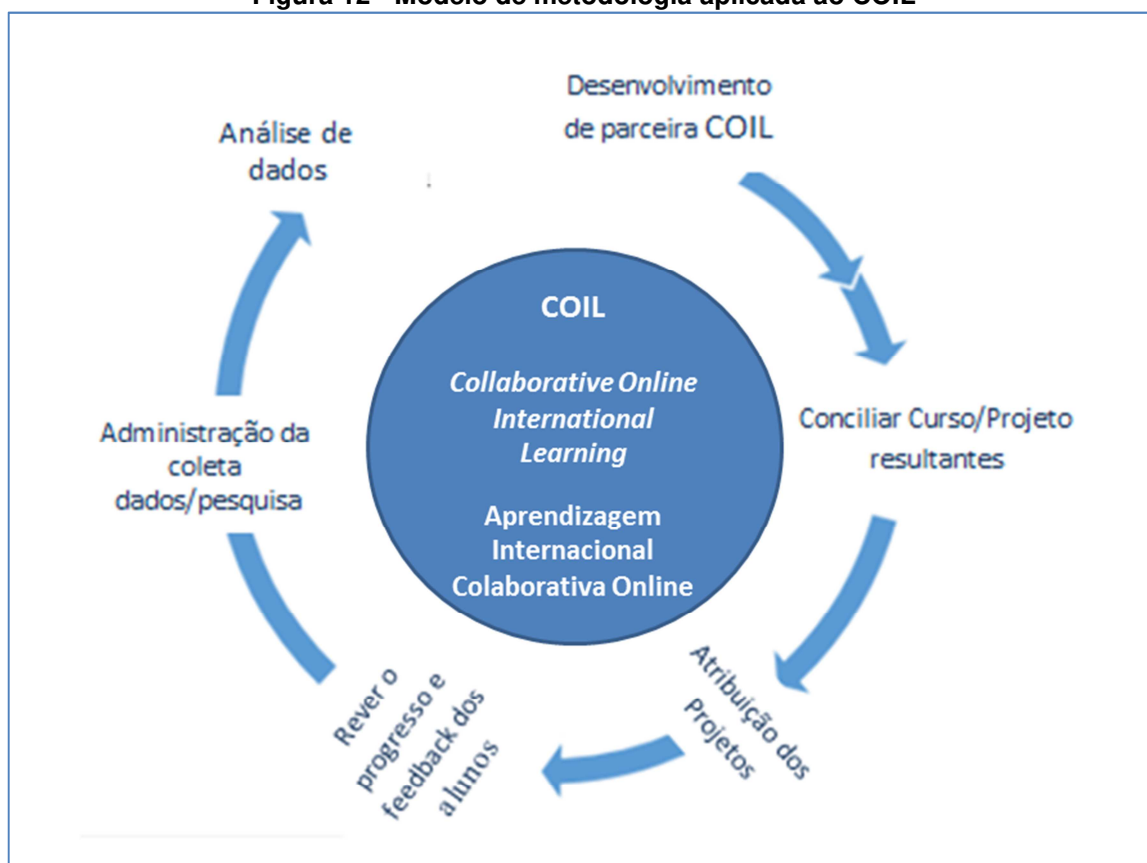 Figura 12 - Modelo de metodologia aplicada ao COIL
Desenvolvimento
de parceira COIL
Conciliar Curso/Projeto
resultantes
Atribuição dos
Projetos
Rever o
progresso e
feedback dos
alunos
Administração da
coleta
dados/pesquisa
Análise de
dados
COIL
Collaborative Online
International
Learning
Aprendizagem
Internacional
Colaborativa Online